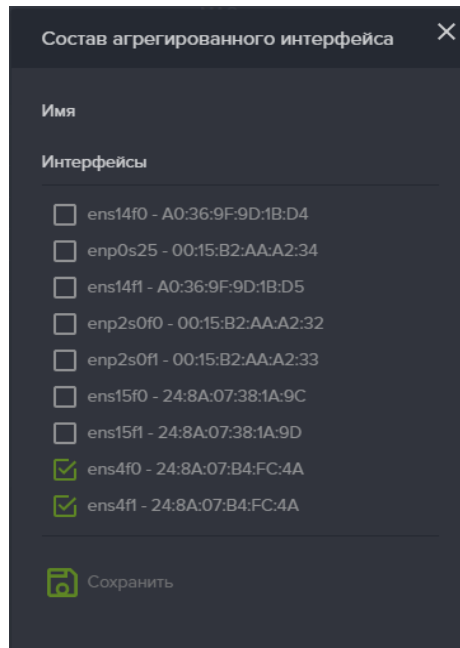 Состав агрегированного интерфейса
Имя
Интерфейсы
ens14f0 - A0:36:9F:9D:1B:D4
enp0s25 - 00:15:B2:AA:A2:34
ens14f1 - A0:36:9F:9D:1B:D5
enp2s0f0 - 00:15:B2:AA:A2:32
enp2s0f1 - 00:15:B2:AA:A2:33
ens15f0 - 24:8A:07:38:1A:9C
ens15f1 - 24:8A:07:38:1A:9D
ens4f0 - 24:8A:07:B4:FC:4A
ens4f1 - 24:8A:07:B4:FC:4A
Сохранить